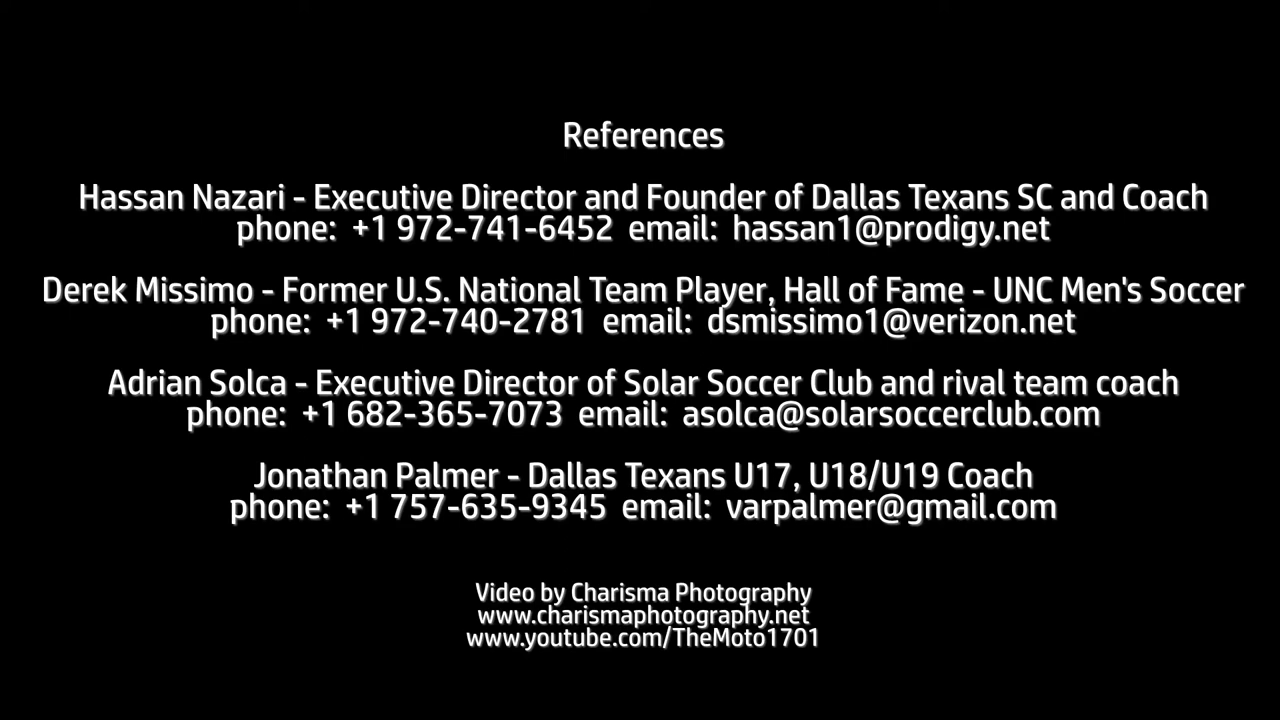 References
Hassan Nazari - Executive Director and Founder of Dallas Texans SC and Coach
phone:  +1 972-741-6452  email:  hassan1@prodigy.net
Derek Missimo - Former U.S. National Team Player, Hall of Fame - UNC Men's Soccer
phone:  +1 972-740-2781  email:  dsmissimo1@verizon.net
Adrian Solca - Executive Director of Solar Soccer Club and rival team coach
phone:  +1 682-365-7073  email:  asolca@solarsoccerclub.com
Jonathan Palmer - Dallas Texans U17, U18/U19 Coach
phone:  +1 757-635-9345  email:  varpalmer@gmail.com
Video by Charisma Photography
www.charismaphotography.net
www.youtube.com/TheMoto1701